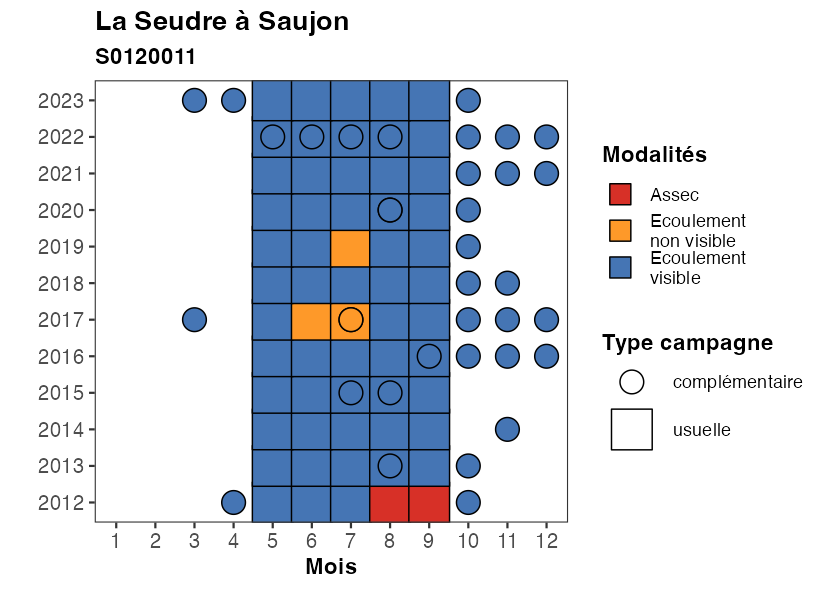 La Seudre à Saujon
S0120011
2023
2022
2021
2020
2019
2018
2017
2016
2015
2014
2013
2012
1 2 3 4 5 6 7 8 9 10 11 12
Mois
Modalités
Assec
Ecoulement
non visible
Ecoulement
visible
Type campagne
complémentaire
usuelle